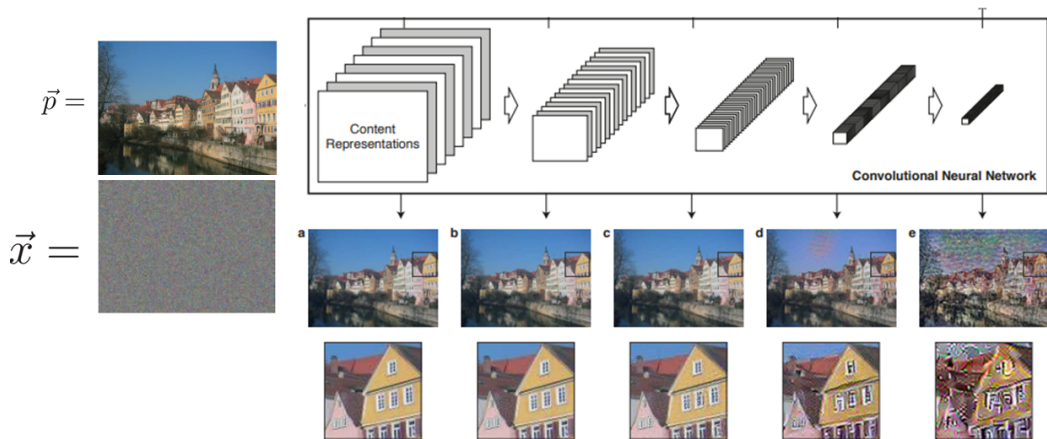 p⃗ =
x⃗ =
Content
Representations
Convolutional Neural Network
a b c d e